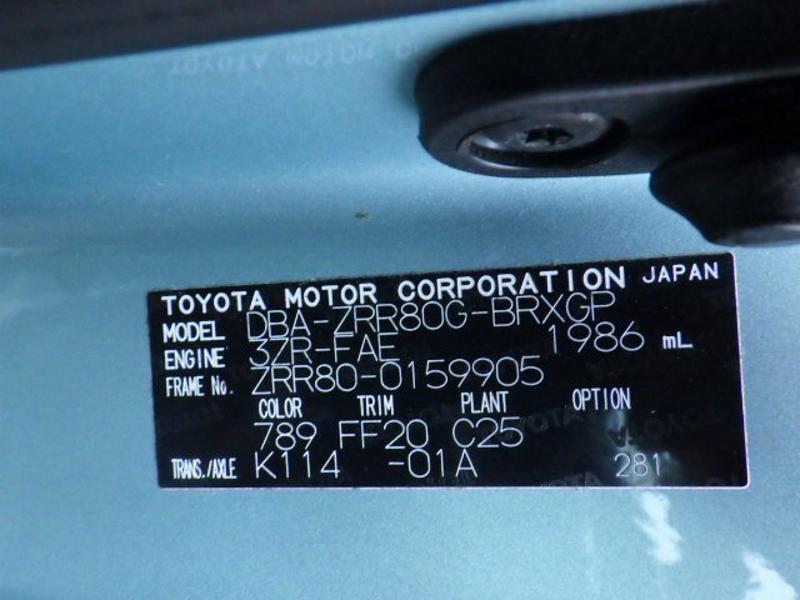 TOYOTA MOTOR CORPORATION JAPAN
MODEL DBA-ZRR80G-BRXGP
ENGINE 3ZR-FAE 1986 mL
FRAME No. ZRR80-0159905
COLOR TRIM PLANT OPTION
789 FF20 C25
TRANS./AXLE K114 -01A 281